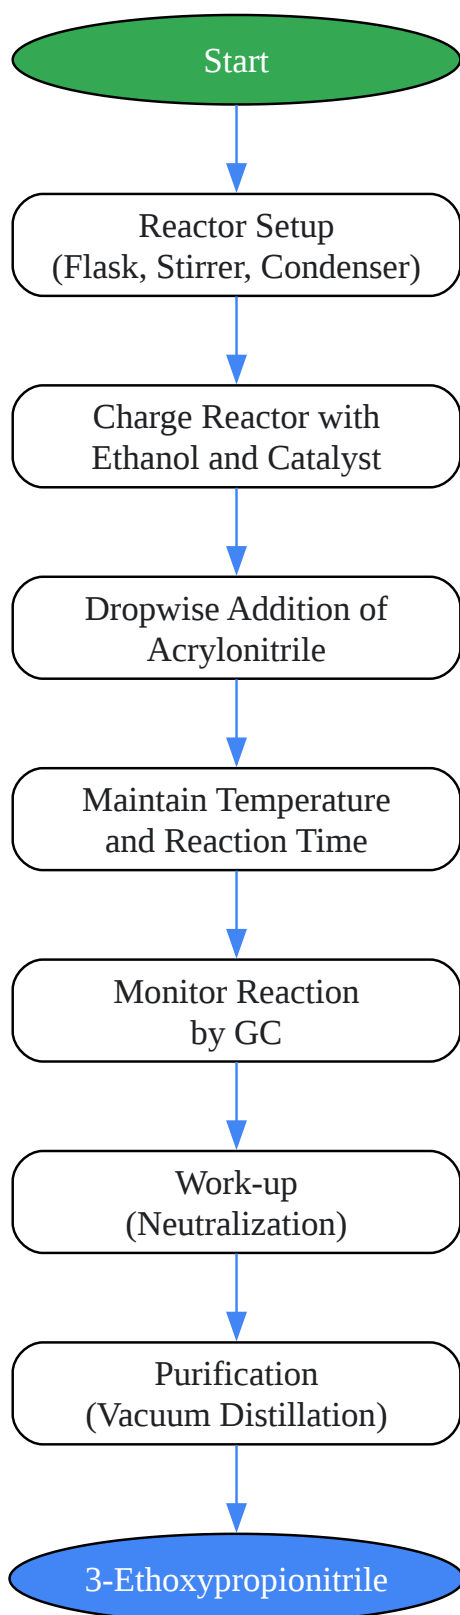 Start
Reactor Setup
(Flask, Stirrer, Condenser)
Charge Reactor with
Ethanol and Catalyst
Dropwise Addition of
Acrylonitrile
Maintain Temperature
and Reaction Time
Monitor Reaction
by GC
Work-up
(Neutralization)
Purification
(Vacuum Distillation)
3-Ethoxypropionitrile